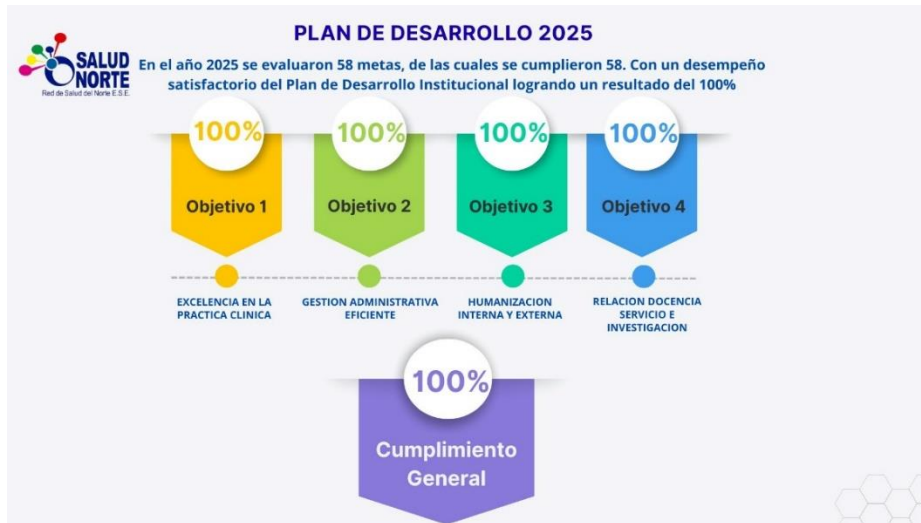 PLAN DE DESARROLLO 2025
SALUD
NORTE
Red de Salud del Norte E.S.E.
En el año 2025 se evaluaron 58 metas, de las cuales se cumplieron 58. Con un desempeño
satisfactorio del Plan de Desarrollo Institucional logrando un resultado del 100%
100%
100%
100%
100%
Objetivo 1
Objetivo 2
Objetivo 3
Objetivo 4
EXCELENCIA EN LA
PRACTICA CLINICA
GESTION ADMINISTRATIVA
EFICIENTE
HUMANIZACION
INTERNA Y EXTERNA
RELACION DOCENCIA
SERVICIO E
INVESTIGACION
100%
Cumplimiento
General